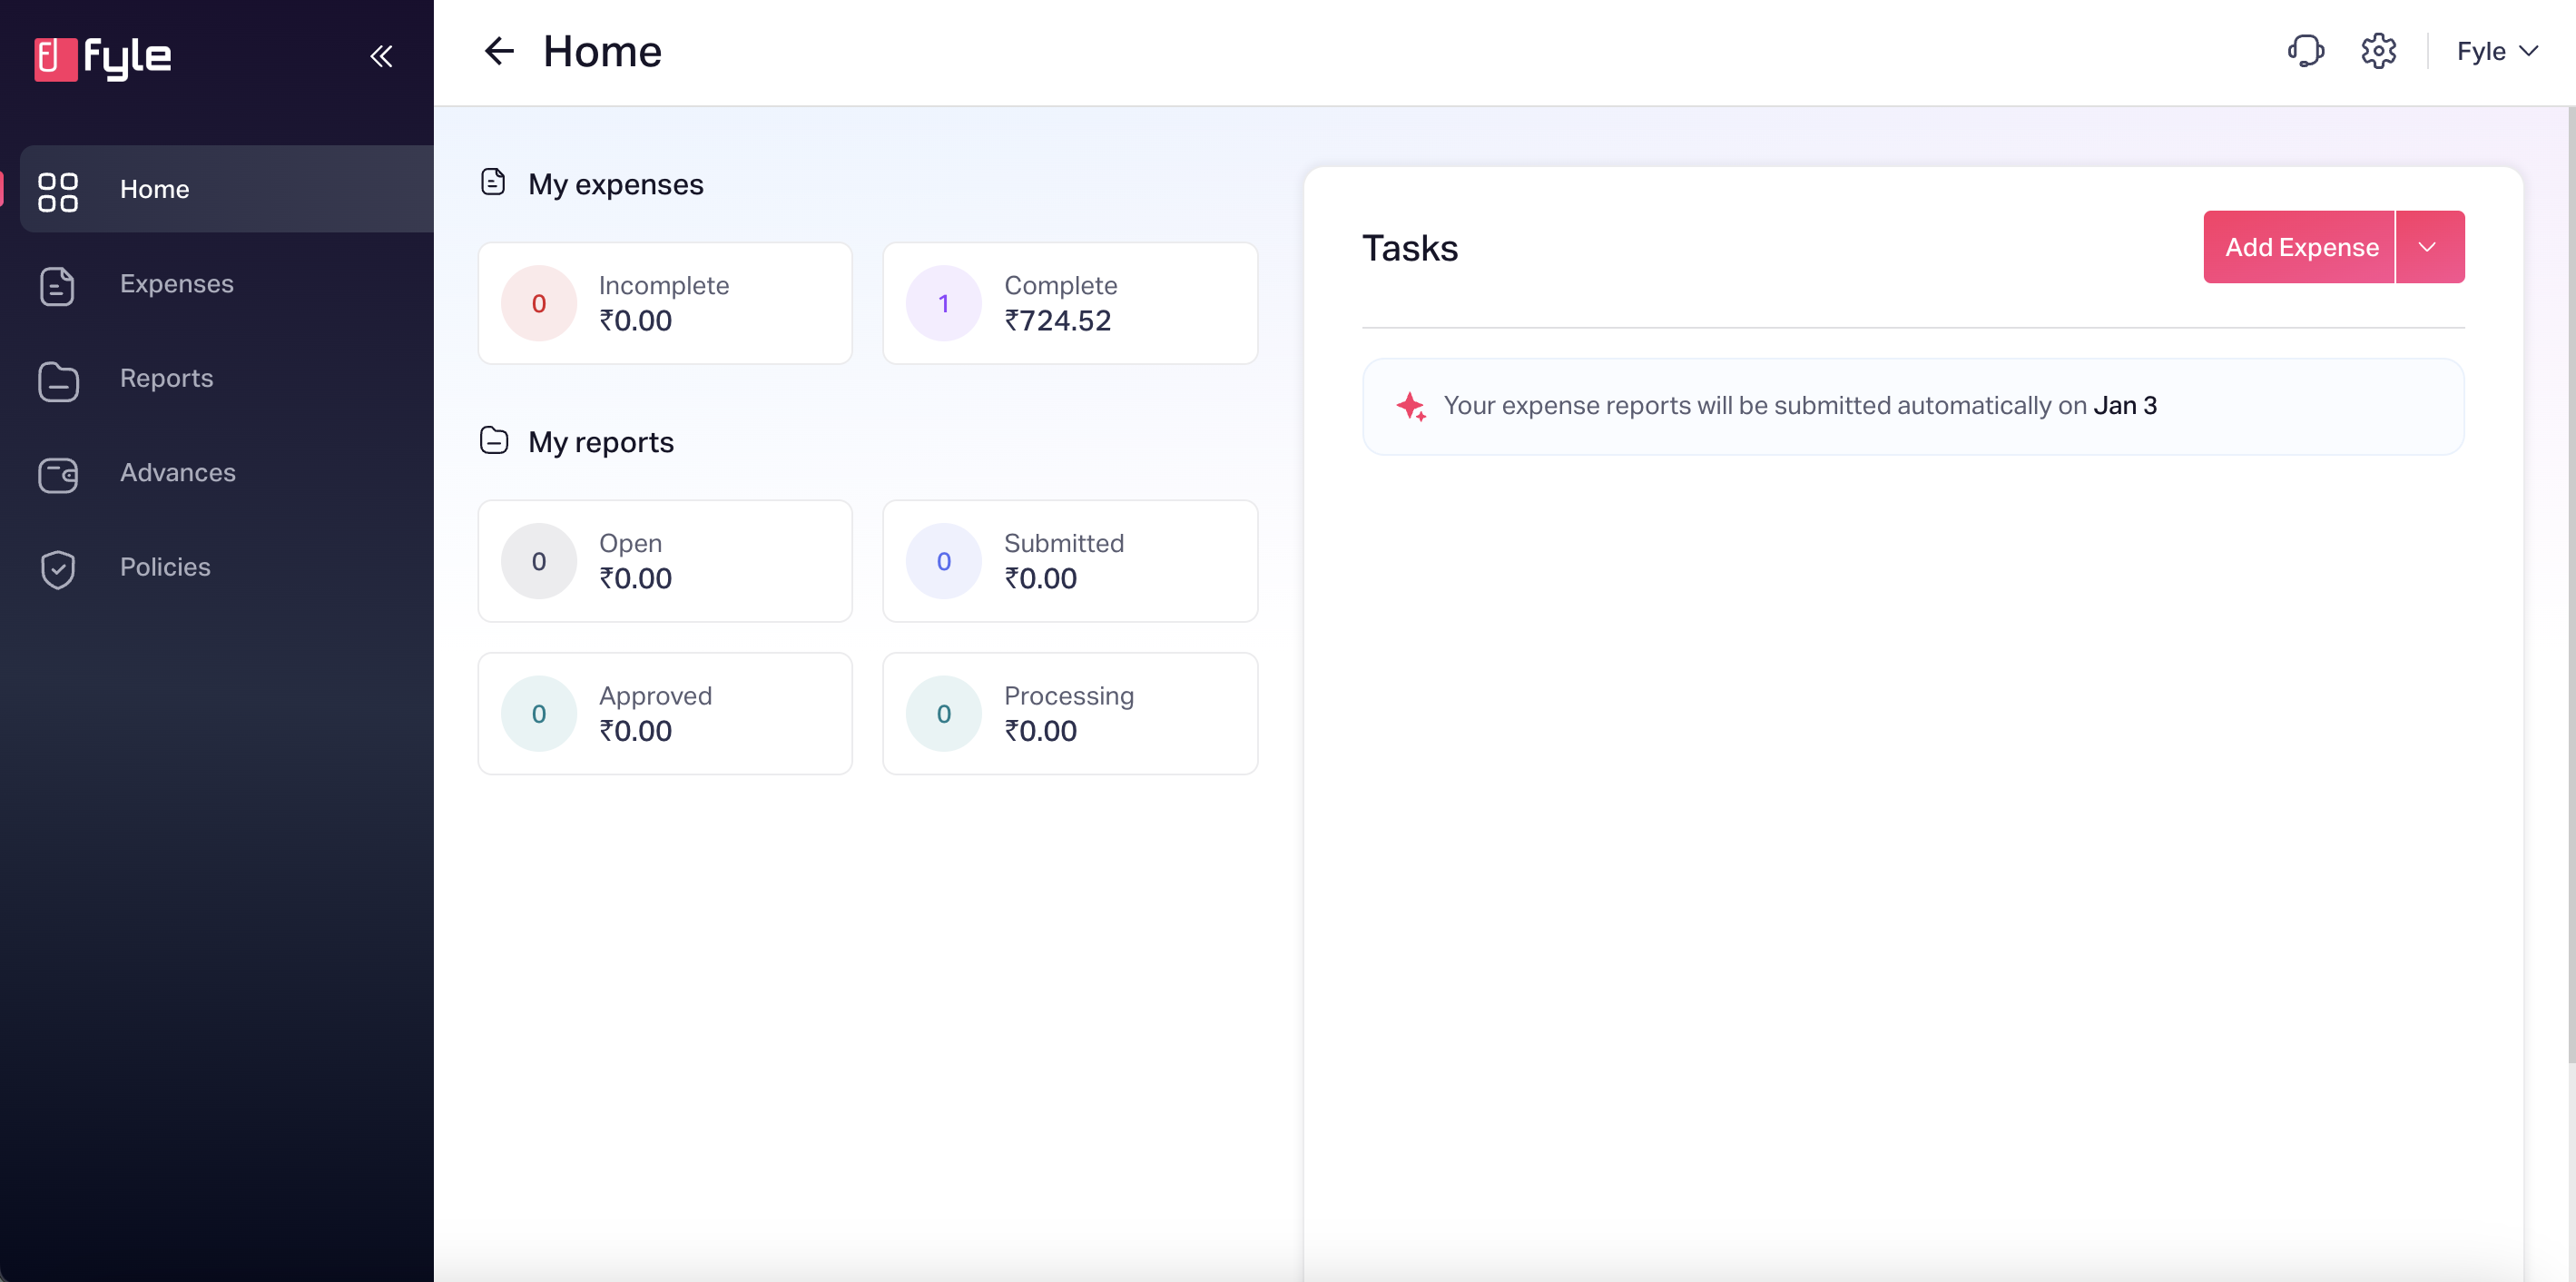 fyle
Home
Expenses
Reports
Advances
Policies
Home
Fyle
My expenses
0
Incomplete
₹0.00
1
Complete
₹724.52
My reports
0
Open
₹0.00
0
Submitted
₹0.00
0
Approved
₹0.00
0
Processing
₹0.00
Tasks
Add Expense
Your expense reports will be submitted automatically on Jan 3